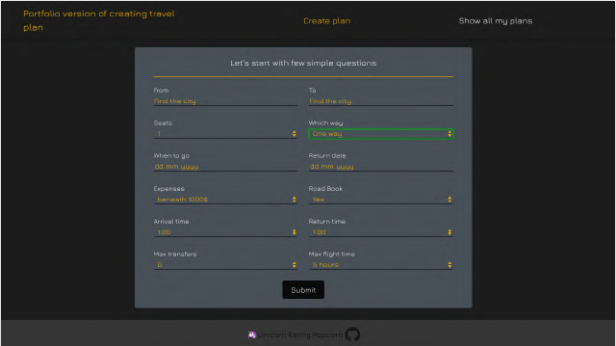 Portfolio version of creating travel
plan
Create plan
Show all my plans
Let's start with few simple questions
From
To
Find the city
Find the city
Seats
Which way
1
One way
When to go
Return date
dd.mm.yyyy
dd.mm.yyyy
Expenses
Road Book
beneath 1000$
Yes
Arrival time
Return time
1:00
1:00
Max transfers
Max flight time
0
5 hours
Submit
Unicorn Eating Popcorn